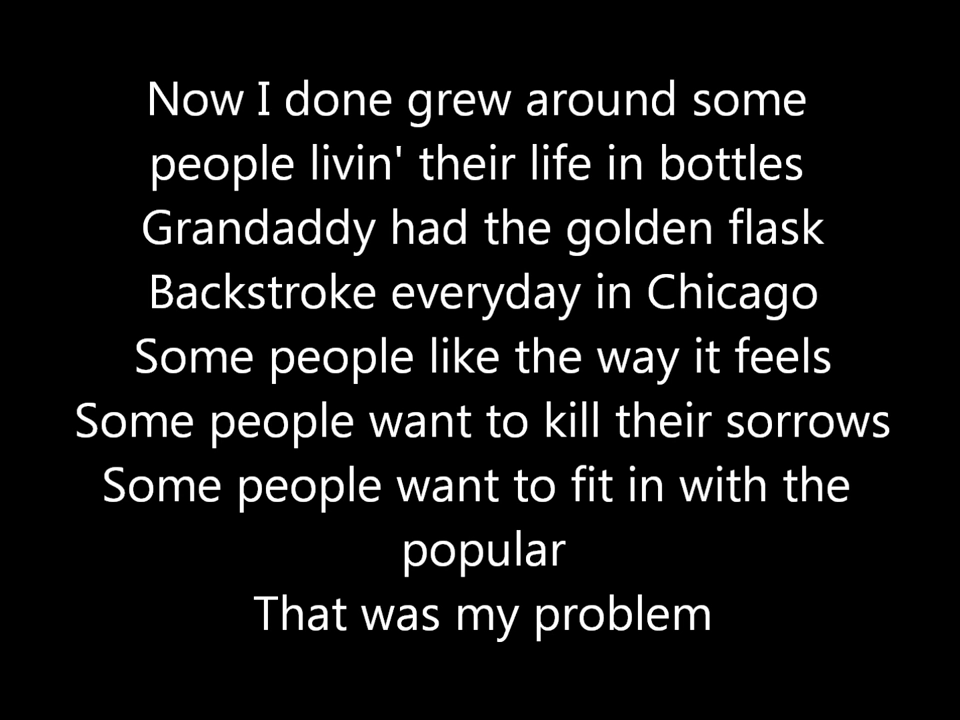 Now I done grew around some
people livin' their life in bottles
Grandaddy had the golden flask
Backstroke everyday in Chicago
Some people like the way it feels
Some people want to kill their sorrows
Some people want to fit in with the
popular
That was my problem